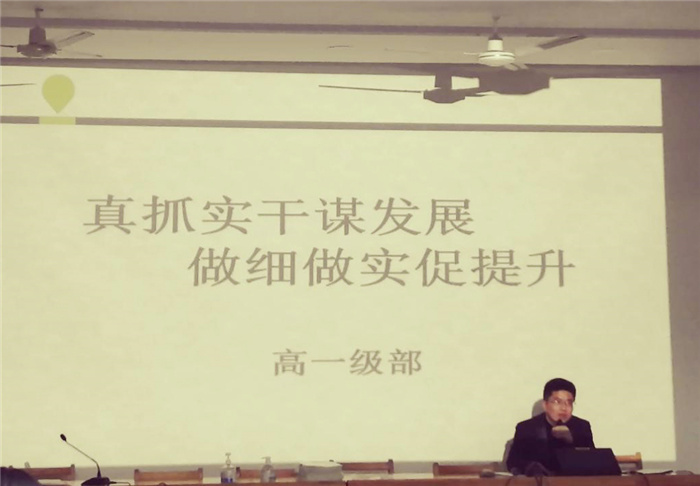 真抓实干谋发展
做细做实促提升
高一级部